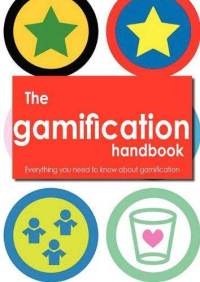 The
gamification
handbook
Everything you need to know about gamification